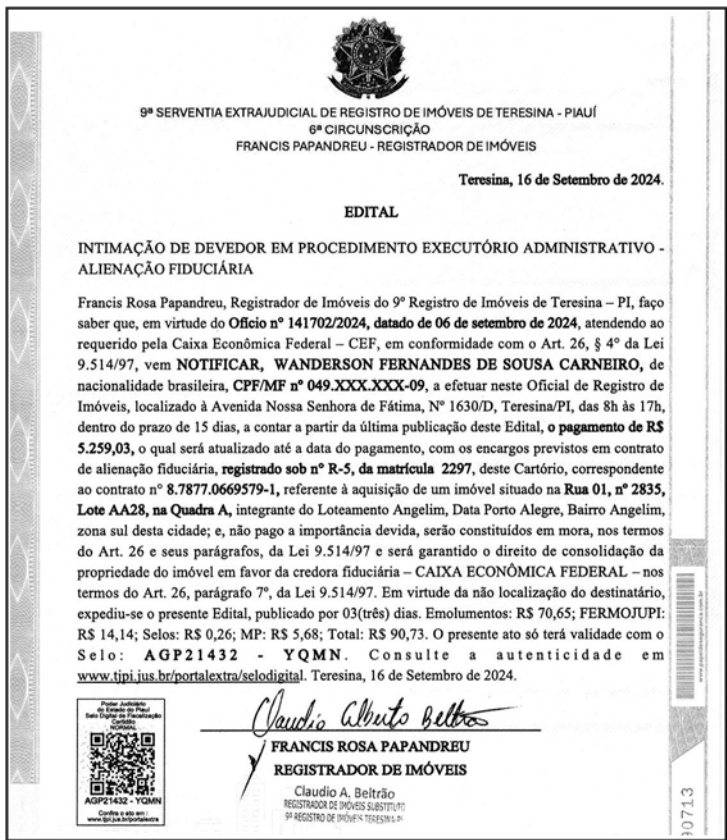 9ª SERVENTIA EXTRAJUDICIAL DE REGISTRO DE IMÓVEIS DE TERESINA - PIAUÍ
6ª CIRCUNSCRIÇÃO
FRANCIS PAPANDREU - REGISTRADOR DE IMÓVEIS
Teresina, 16 de Setembro de 2024.
EDITAL
INTIMAÇÃO DE DEVEDOR EM PROCEDIMENTO EXECUTÓRIO ADMINISTRATIVO -
ALIENAÇÃO FIDUCIÁRIA
Francis Rosa Papandreu, Registrador de Imóveis do 9º Registro de Imóveis de Teresina – PI, faço
saber que, em virtude do Ofício nº 141702/2024, datado de 06 de setembro de 2024, atendendo ao
requerido pela Caixa Econômica Federal – CEF, em conformidade com o Art. 26, § 4º da Lei
9.514/97, vem NOTIFICAR, WANDERSON FERNANDES DE SOUSA CARNEIRO, de
nacionalidade brasileira, CPF/MF nº 049.XXX.XXX-09, a efetuar neste Oficial de Registro de
Imóveis, localizado à Avenida Nossa Senhora de Fátima, Nº 1630/D, Teresina/PI, das 8h às 17h,
dentro do prazo de 15 dias, a contar a partir da última publicação deste Edital, o pagamento de R$
5.259,03, o qual será atualizado até a data do pagamento, com os encargos previstos em contrato
de alienação fiduciária, registrado sob nº R-5, da matrícula 2297, deste Cartório, correspondente
ao contrato nº 8.7877.0669579-1, referente à aquisição de um imóvel situado na Rua 01, nº 2835,
Lote AA28, na Quadra A, integrante do Loteamento Angelim, Data Porto Alegre, Bairro Angelim,
zona sul desta cidade; e, não pago a importância devida, serão constituídos em mora, nos termos
do Art. 26 e seus parágrafos, da Lei 9.514/97 e será garantido o direito de consolidação da
propriedade do imóvel em favor da credora fiduciária – CAIXA ECONÔMICA FEDERAL – nos
termos do Art. 26, parágrafo 7º, da Lei 9.514/97. Em virtude da não localização do destinatário,
expediu-se o presente Edital, publicado por 03(três) dias. Emolumentos: R$ 70,65; FERMOJUPI:
R$ 14,14; Selos: R$ 0,26; MP: R$ 5,68; Total: R$ 90,73. O presente ato só terá validade com o
Selo: AGP21432 - YQMN. Consulte a autenticidade em
www.tjpi.jus.br/portalextra/selodigital. Teresina, 16 de Setembro de 2024.
Poder Judiciário
do Estado do Piauí
Selo Digital de Fiscalização
Certidão
NORMAL
AGP21432 - YQMN
Confira o ato em:
www.tjpi.jus.br/portalextra
Claudio Alberto Beltrão
FRANCIS ROSA PAPANDREU
REGISTRADOR DE IMÓVEIS
Claudio A. Beltrão
REGISTRADOR DE IMÓVEIS SUBSTITUTO
9º REGISTRO DE IMÓVEIS TERESINA-PI
www.papeldeseguranca.com.br
90713